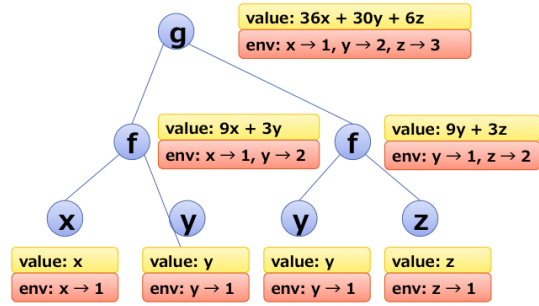 g
value: 36x + 30y + 6z
env: x → 1, y → 2, z → 3
f
value: 9x + 3y
env: x → 1, y → 2
f
value: 9y + 3z
env: y → 1, z → 2
x
y
y
z
value: x
env: x → 1
value: y
env: y → 1
value: y
env: y → 1
value: z
env: z → 1